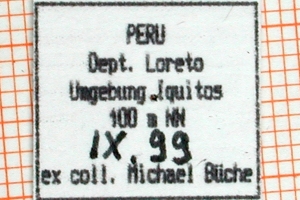 PERU
Dept. Loreto
Umgebung Iquitos
100 m NN
IX. 99
ex coll. Michael Büche